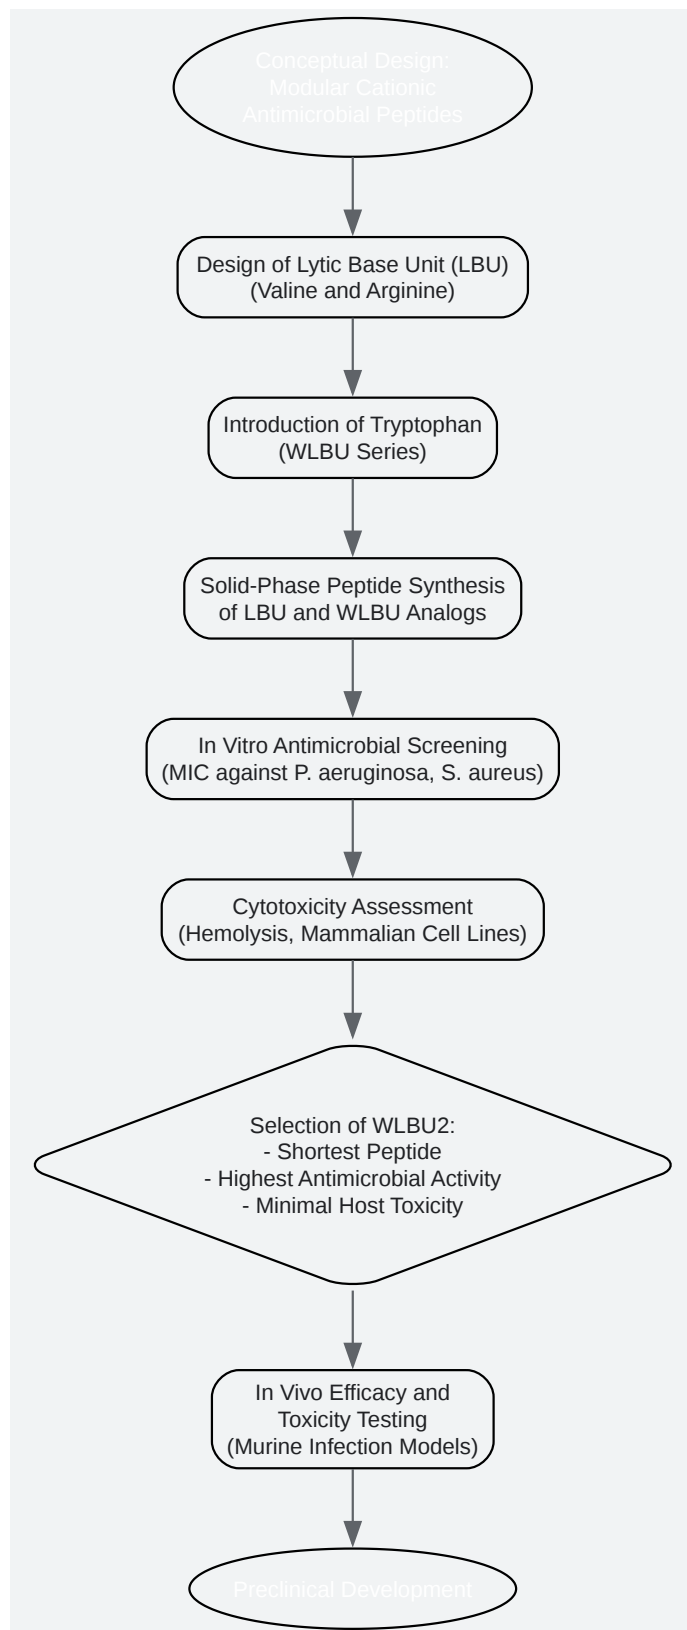 Conceptual Design:
Modular Cationic
Antimicrobial Peptides
Design of Lytic Base Unit (LBU)
(Valine and Arginine)
Introduction of Tryptophan
(WLBU Series)
Solid-Phase Peptide Synthesis
of LBU and WLBU Analogs
In Vitro Antimicrobial Screening
(MIC against P. aeruginosa, S. aureus)
Cytotoxicity Assessment
(Hemolysis, Mammalian Cell Lines)
Selection of WLBU2:
- Shortest Peptide
- Highest Antimicrobial Activity
- Minimal Host Toxicity
In Vivo Efficacy and
Toxicity Testing
(Murine Infection Models)
Preclinical Development